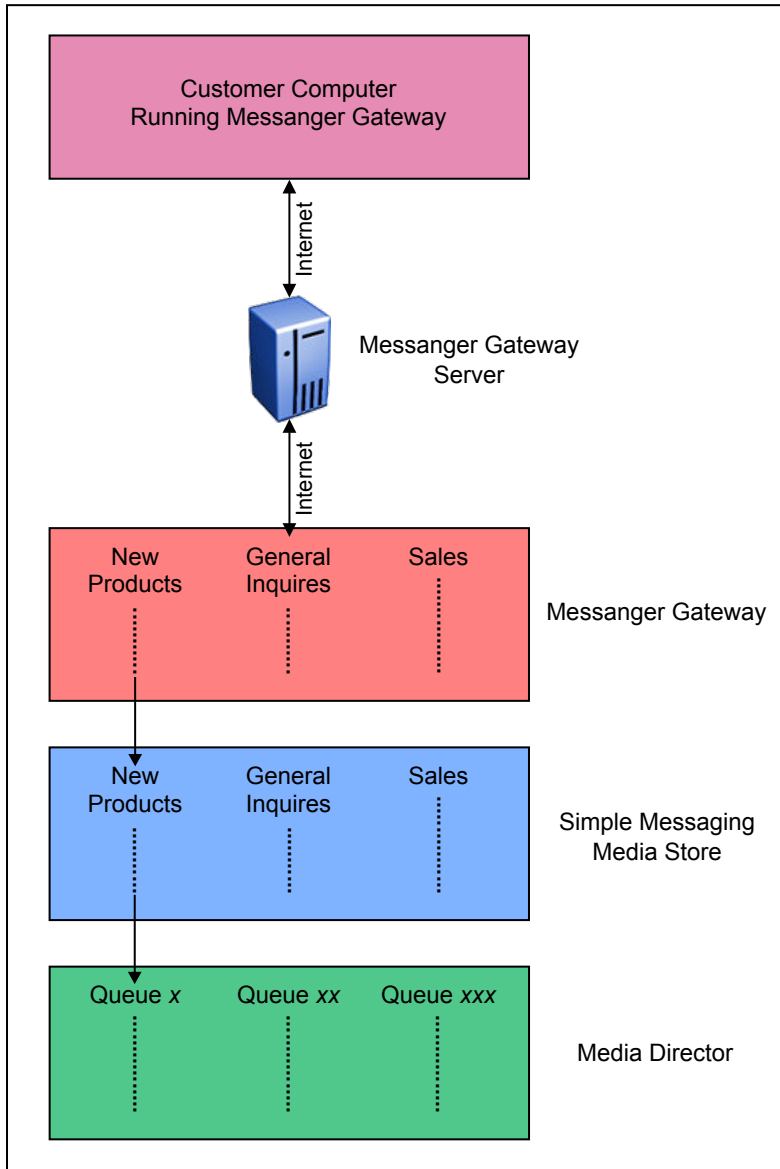 Customer Computer
Running Messanger Gateway
Internet
Messanger Gateway
Server
Internet
New
Products
General
Inquires
Sales
Messanger Gateway
New
Products
General
Inquires
Sales
Simple Messaging
Media Store
Queue x
Queue xx
Queue xxx
Media Director